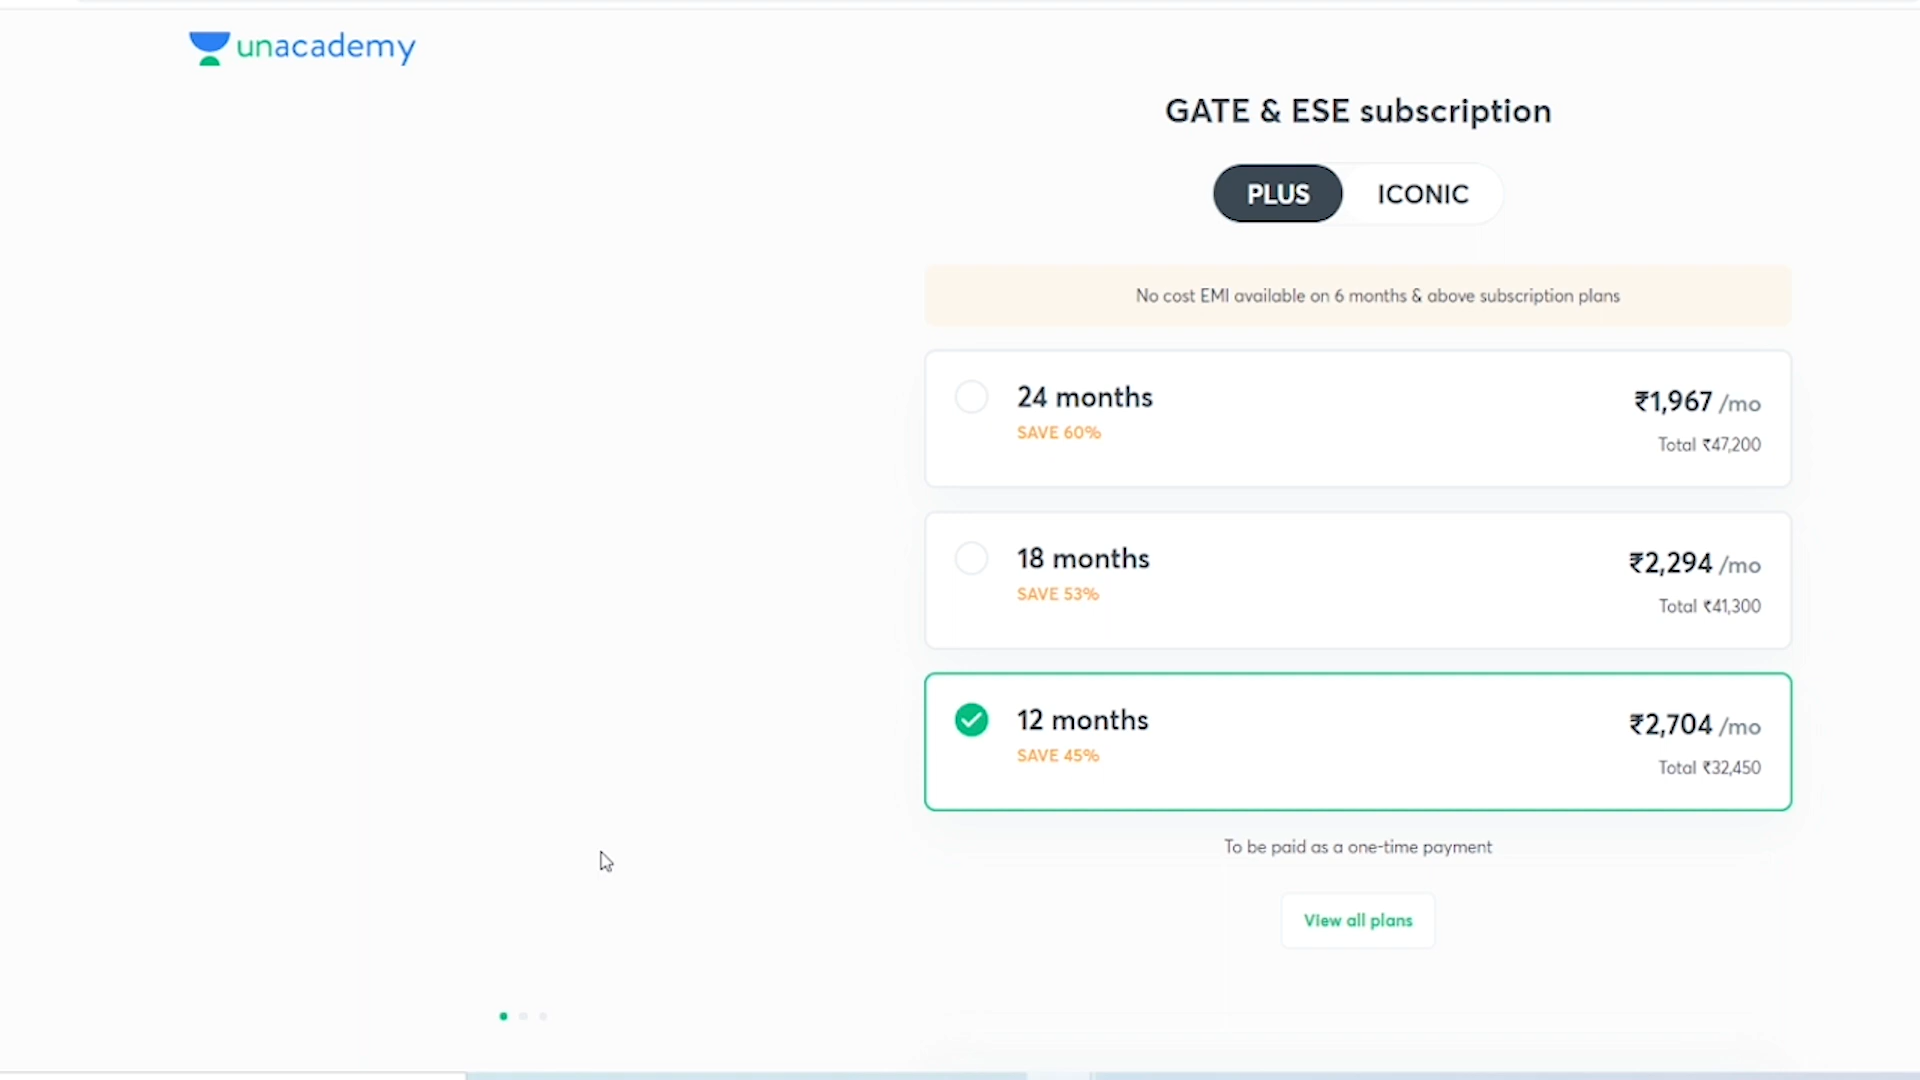 unacademy
GATE & ESE subscription
PLUS
ICONIC
No cost EMI available on 6 months & above subscription plans
24 months
₹1,967 /mo
SAVE 60%
Total ₹47,200
18 months
₹2,294 /mo
SAVE 53%
Total ₹41,300
12 months
₹2,704 /mo
SAVE 45%
Total ₹32,450
To be paid as a one-time payment
View all plans